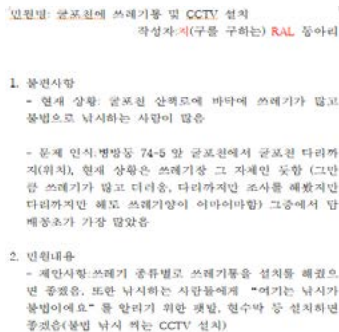 민원명: 굴포천에 쓰레기통 및 CCTV 설치
작성자:지(구를 구하는) RAL 동아리
1. 불편사항
- 현재 상황: 굴포천 산책로에 바닥에 쓰레기가 많고
불법으로 낚시하는 사람이 많음
- 문제 인식:병방동 74-5 앞 굴포천에서 굴포천 다리까
지(위치), 현재 상황은 쓰레기장 그 자체인 듯함 (그만
큼 쓰레기가 많고 더러움, 다리까지만 조사를 해봤지만
다리까지만 해도 쓰레기양이 어마어마함) 그중에서 담
배꽁초가 가장 많았음
2. 민원내용
- 제안사항:쓰레기 종류별로 쓰레기통을 설치를 해줬으
면 좋겠음. 또한 낚시하는 사람들에게 "여기는 낚시가
불법이에요" 를 알리기 위한 팻말, 현수막 등 설치하면
좋겠음(불법 낚시 찍는 CCTV 설치)